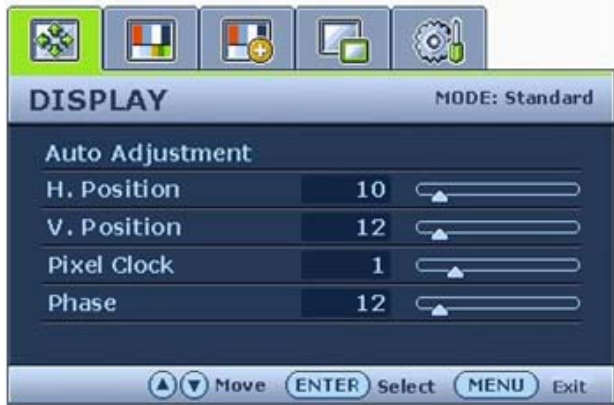 DISPLAY MODE: Standard
Auto Adjustment
H. Position 10
V. Position 12
Pixel Clock 1
Phase 12
Move ENTER Select MENU Exit